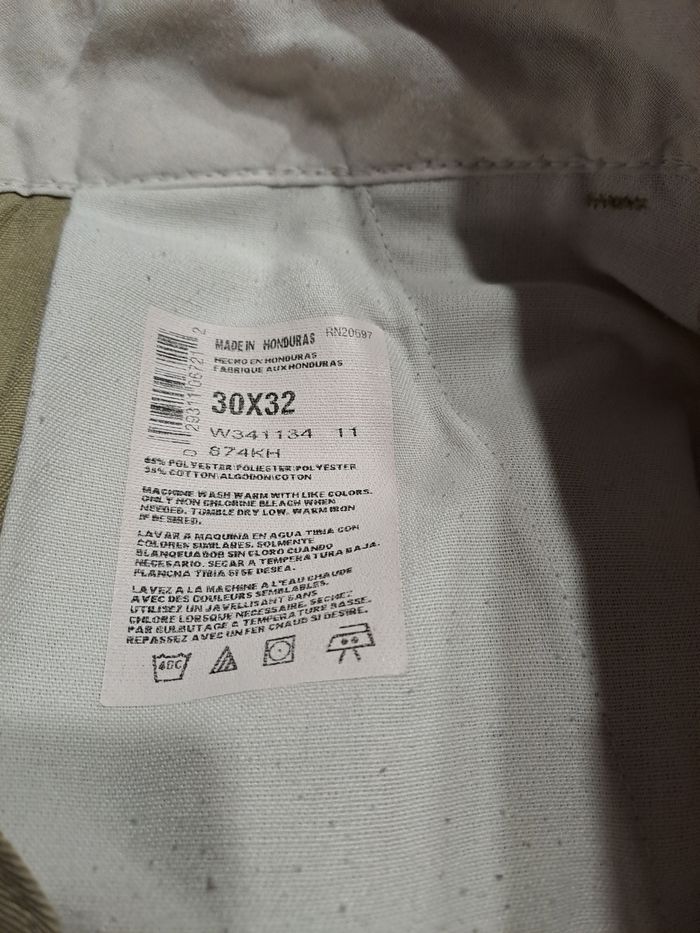 MADE IN HONDURAS RN20697
HECHO EN HONDURAS
FABRIQUE AUX HONDURAS
30X32
W341134 11
874KH
65% POLYESTER/POLIESTER/POLYESTER
35% COTTON/ALGODON/COTON
MACHINE WASH WARM WITH LIKE COLORS.
ONLY NON CHLORINE BLEACH WHEN
NEEDED. TUMBLE DRY LOW. WARM IRON
IF DESIRED.
LAVAR A MAQUINA EN AGUA TIBIA CON
COLORES SIMILARES. SOLMENTE
BLANQUEADOR SIN CLORO CUANDO
NECESARIO. SECAR A TEMPERATURA BAJA.
PLANCHA TIBIA SI SE DESEA.
LAVEZ A LA MACHINE A L'EAU CHAUDE
AVEC DES COULEURS SEMBLABLES.
UTILISEZ UN JAVELLISANT SANS
CHLORE LORSQUE NECESSAIRE. SECHEZ
PAR CULBUTAGE A TEMPERATURE BASSE.
REPASSEZ AVEC UN FER CHAUD SI DESIRE.
40C